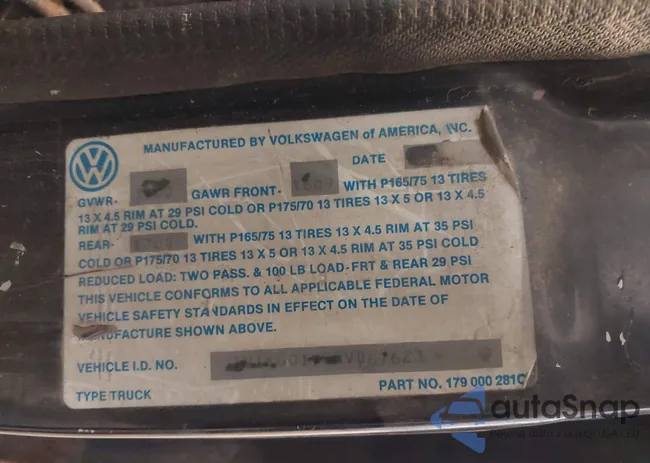 MANUFACTURED BY VOLKSWAGEN of AMERICA, INC.
DATE
GVWR- GAWR FRONT- WITH P165/75 13 TIRES
13 X 4.5 RIM AT 29 PSI COLD OR P175/70 13 TIRES 13 X 5 OR 13 X 4.5
RIM AT 29 PSI COLD.
REAR- WITH P165/75 13 TIRES 13 X 4.5 RIM AT 35 PSI
COLD OR P175/70 13 TIRES 13 X 5 OR 13 X 4.5 RIM AT 35 PSI COLD
REDUCED LOAD: TWO PASS. & 100 LB LOAD-FRT & REAR 29 PSI
THIS VEHICLE CONFORMS TO ALL APPLICABLE FEDERAL MOTOR
VEHICLE SAFETY STANDARDS IN EFFECT ON THE DATE OF
NUFACTURE SHOWN ABOVE.
VEHICLE I.D. NO.
TYPE TRUCK PART NO. 179 000 281C
autoSnap